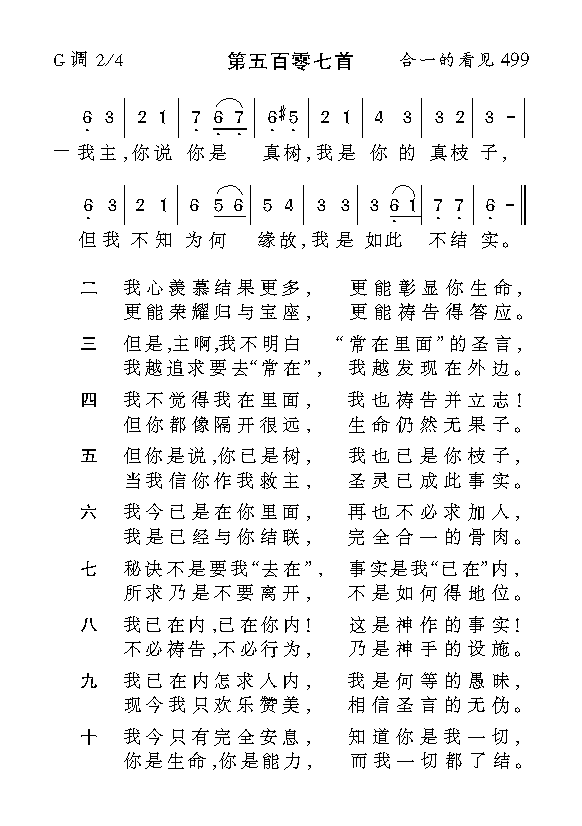 G调 2/4 第五百零七首 合一的看见 499
6 3 | 2 1 | 7 6 7 | 6 #5 | 2 1 | 4 3 | 3 2 | 3 - |
一我主,你说 你是 真树,我是 你 的 真枝 子,
6 3 | 2 1 | 6 5 6 | 5 4 | 3 3 | 3 6 1 | 7 7 | 6 - ||
但我 不知 为何 缘故,我是 如此 不结 实。
二 我心羡慕结果更多, 更能彰显你生命,
更能荣耀归与宝座, 更能祷告得答应。
三 但是,主啊,我不明白 “常在里面”的圣言,
我越追求要去“常在”, 我越发现在外边。
四 我不觉得我在里面, 我也祷告并立志!
但你都像隔开很远, 生命仍然无果子。
五 但你是说,你已是树, 我也已是你枝子,
当我信你作我救主, 圣灵已成此事实。
六 我今已是在你里面, 再也不必求加人,
我是已经与你结联, 完全合一的骨肉。
七 秘诀不是要我“去在”, 事实是我“已在”内,
所求乃是不要离开, 不是如何得地位。
八 我已在内,已在你内! 这是神作的事实!
不必祷告,不必行为, 乃是神手的设施。
九 我已在内怎求人内, 我是何等的愚昧,
现今我只欢乐赞美, 相信圣言的无伪。
十 我今只有完全安息, 知道你是我一切,
你是生命,你是能力, 而我一切都了结。